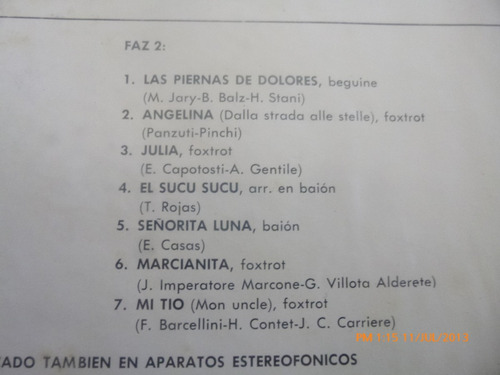 FAZ 2:
1. LAS PIERNAS DE DOLORES, beguine
(M. Jary-B. Balz-H. Stani)
2. ANGELINA (Dalla strada alle stelle), foxtrot
(Panzuti-Pinchi)
3. JULIA, foxtrot
(E. Capotosti-A. Gentile)
4. EL SUCU SUCU, arr. en baión
(T. Rojas)
5. SEÑORITA LUNA, baión
(E. Casas)
6. MARCIANITA, foxtrot
(J. Imperatore Marcone-G. Villota Alderete)
7. MI TIO (Mon uncle), foxtrot
(F. Barcellini-H. Contet-J. C. Carriere)
TADO TAMBIEN EN APARATOS ESTEREOFONICOS